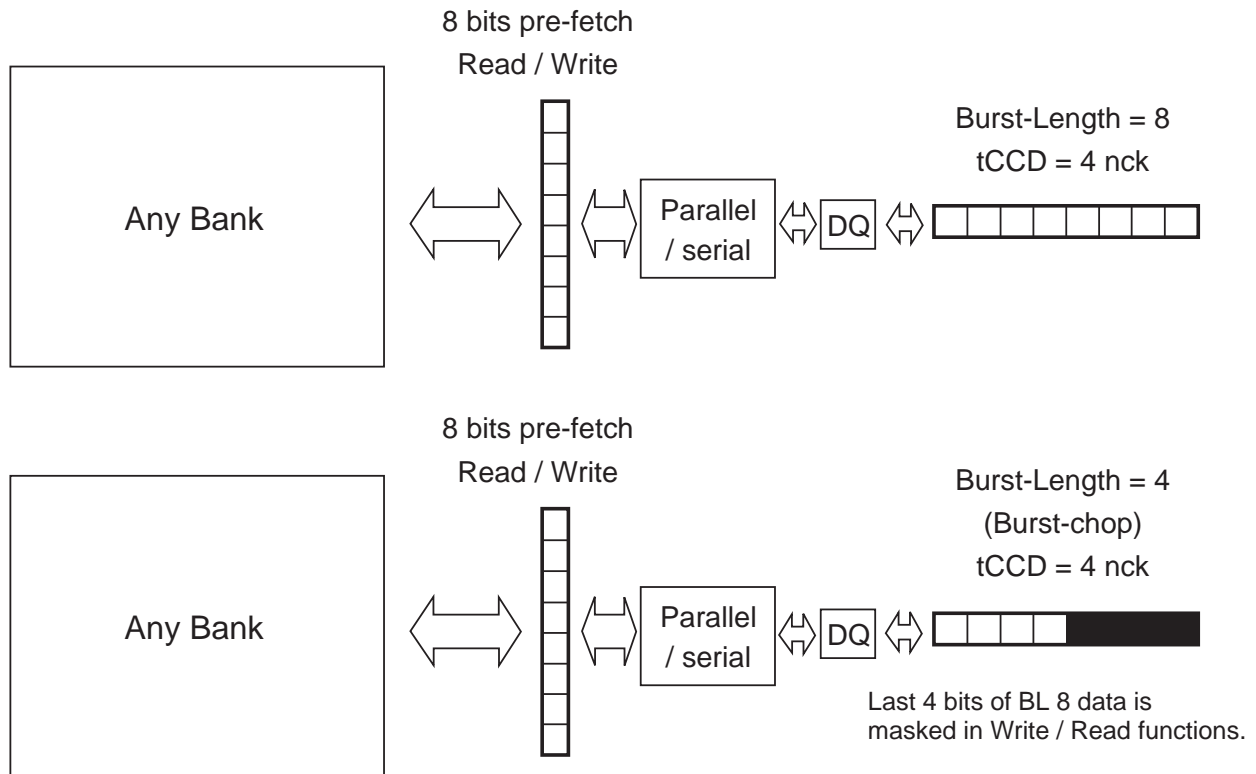 8 bits pre-fetch
Read / Write
Burst-Length = 8
tCCD = 4 nck
Any Bank
Parallel
/ serial
DQ
8 bits pre-fetch
Read / Write
Burst-Length = 4
(Burst-chop)
tCCD = 4 nck
Any Bank
Parallel
/ serial
DQ
Last 4 bits of BL 8 data is
masked in Write / Read functions.